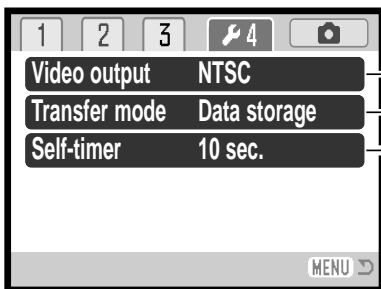 1 2 3 4
Video output NTSC
Transfer mode Data storage
Self-timer 10 sec.
MENU